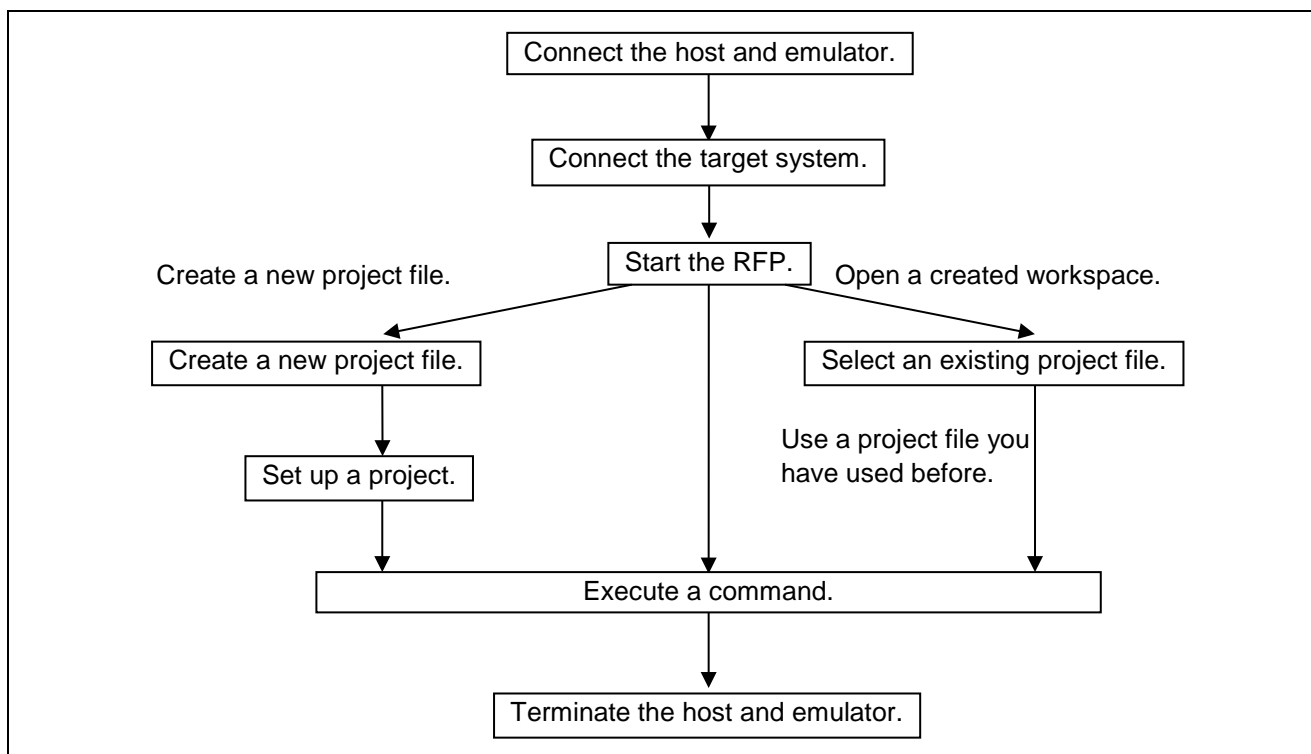 Connect the host and emulator.
Connect the target system.
Start the RFP.
Create a new project file.
Open a created workspace.
Create a new project file.
Select an existing project file.
Use a project file you
have used before.
Set up a project.
Execute a command.
Terminate the host and emulator.